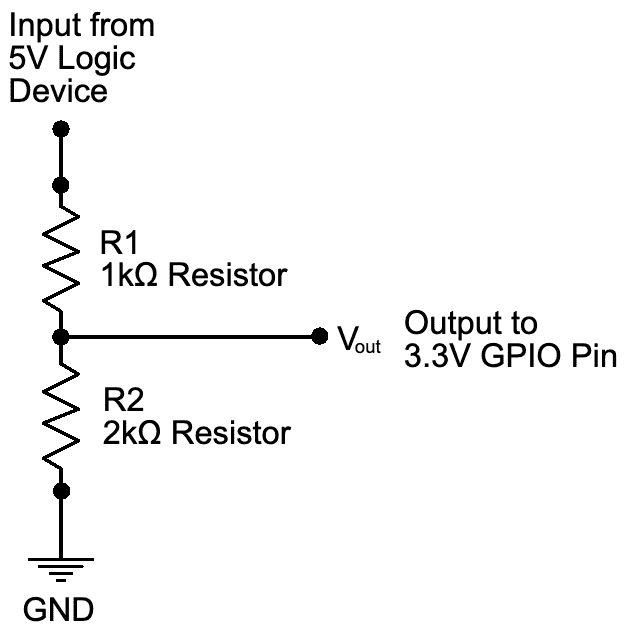 Input from
5V Logic
Device
R1
1kΩ Resistor
Vout
Output to
3.3V GPIO Pin
R2
2kΩ Resistor
GND